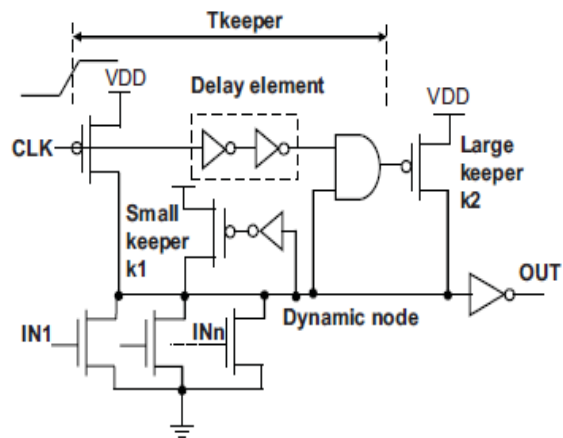 Tkeeper
VDD
Delay element
VDD
CLK
Large
keeper
k2
Small
keeper
k1
OUT
Dynamic node
IN1
INn